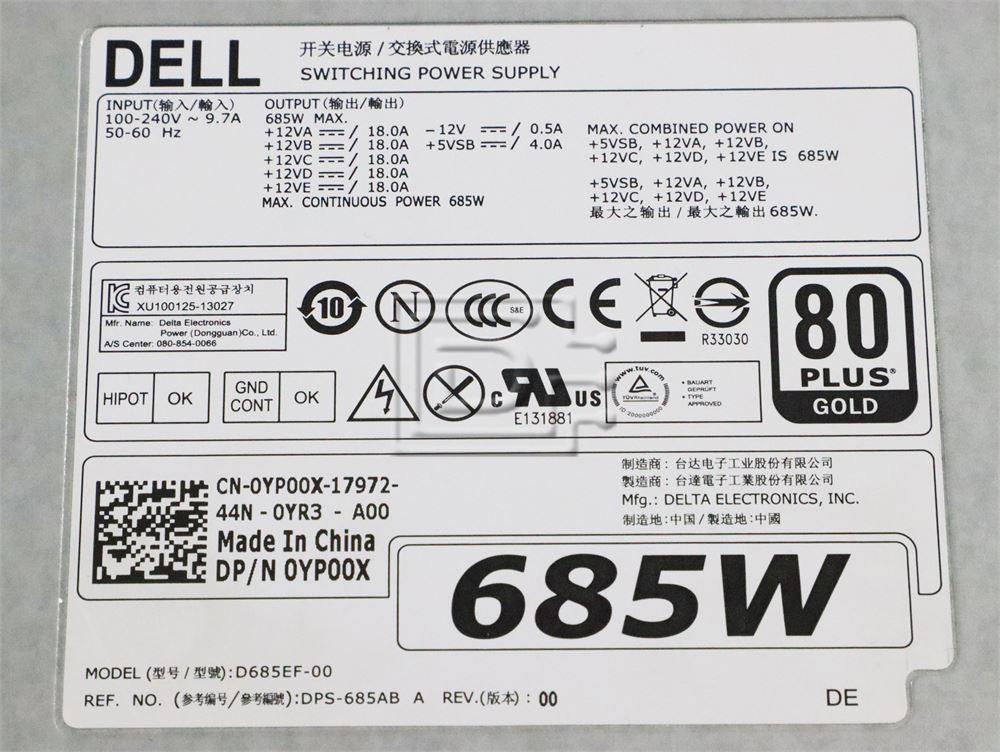 DELL
开关电源 / 交換式電源供應器
SWITCHING POWER SUPPLY
INPUT(输入/輸入)
100-240V ~ 9.7A
50-60 Hz
OUTPUT (输出/輸出)
685W MAX.
+12VA ⎓ / 18.0A
+12VB ⎓ / 18.0A
+12VC ⎓ / 18.0A
+12VD ⎓ / 18.0A
+12VE ⎓ / 18.0A
MAX. CONTINUOUS POWER 685W
-12V ⎓ / 0.5A
+5VSB ⎓ / 4.0A
MAX. COMBINED POWER ON
+5VSB, +12VA, +12VB,
+12VC, +12VD, +12VE IS 685W
+5VSB, +12VA, +12VB,
+12VC, +12VD, +12VE
最大之输出 / 最大之輸出 685W.
컴퓨터용전원공급장치
XU100125-13027
Mfr. Name: Delta Electronics
Power (Dongguan)Co., Ltd.
A/S Center: 080-854-0066
10
N
CCC S&E
CE
R33030
80
PLUS®
GOLD
HIPOT OK
GND
CONT
OK
c RU US
E131881
www.tuv.com
TÜVRheinland
ID 2000000000
• BAUART
GEPRÜFT
• TYPE
APPROVED
CN-0YP00X-17972-
44N - 0YR3 - A00
Made In China
DP/N 0YP00X
制造商 : 台达电子工业股份有限公司
製造商 : 台達電子工業股份有限公司
Mfg.: DELTA ELECTRONICS, INC.
制造地:中国 / 製造地:中國
685W
MODEL (型号 / 型號):D685EF-00
REF. NO. (参考编号/參考編號):DPS-685AB A REV.(版本) : 00
DE